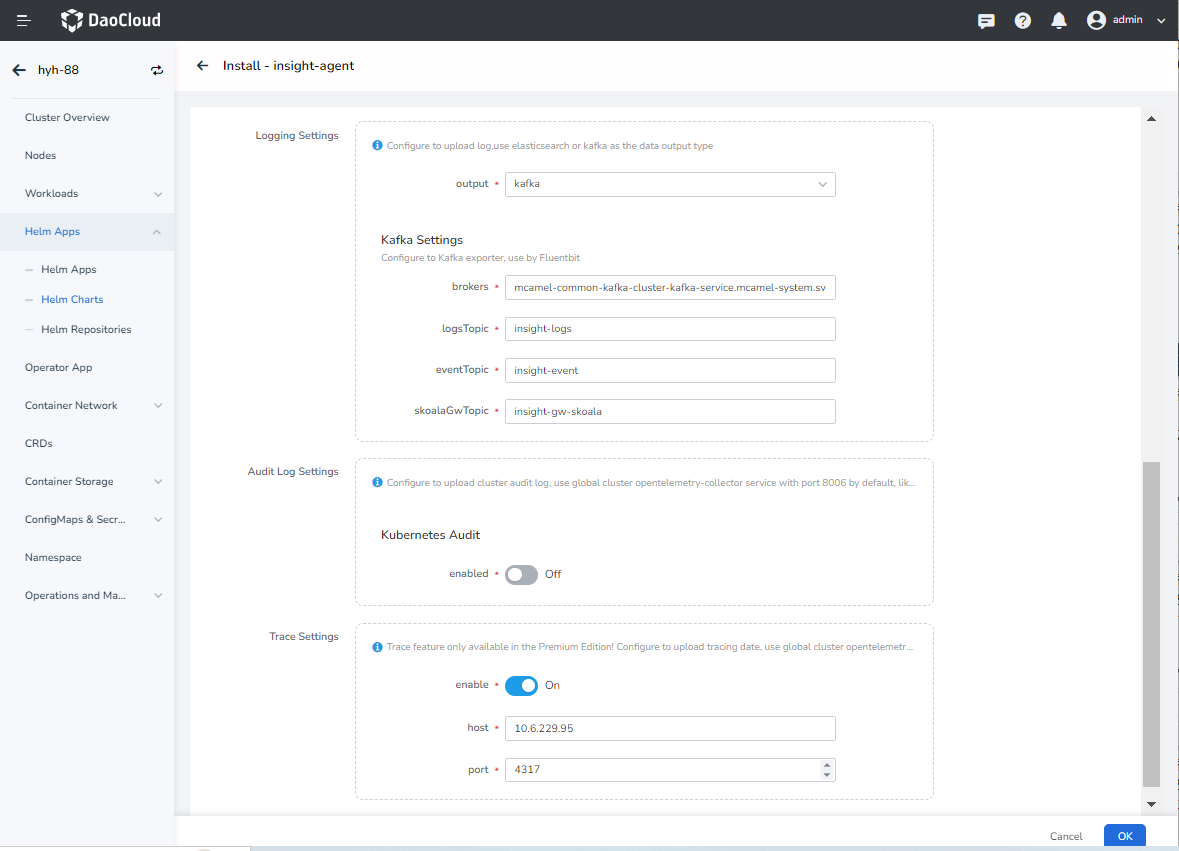 DaoCloud
admin
hyh-88
Install - insight-agent
Cluster Overview
Nodes
Workloads
Helm Apps
Helm Apps
Helm Charts
Helm Repositories
Operator App
Container Network
CRDs
Container Storage
ConfigMaps & Secr...
Namespace
Operations and Ma...
Logging Settings
Configure to upload log,use elasticsearch or kafka as the data output type
output * kafka
Kafka Settings
Configure to Kafka exporter, use by Fluentbit
brokers * mcamel-common-kafka-cluster-kafka-service.mcamel-system.sv
logsTopic * insight-logs
eventTopic * insight-event
skoalaGwTopic * insight-gw-skoala
Audit Log Settings
Configure to upload cluster audit log, use global cluster opentelemetry-collector service with port 8006 by default, lik...
Kubernetes Audit
enabled * Off
Trace Settings
Trace feature only available in the Premium Edition! Configure to upload tracing date, use global cluster opentelemetr...
enable * On
host * 10.6.229.95
port * 4317
Cancel OK